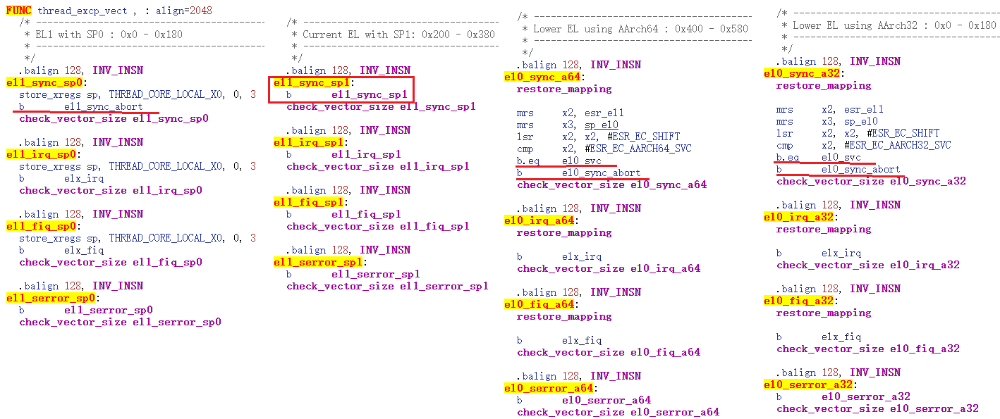 FUNC thread_excp_vect , : align=2048
/* -----------------------------------------
 * EL1 with SP0 : 0x0 - 0x180
 * -----------------------------------------
 */
.balign 128, INV_INSN
el1_sync_sp0:
store_xregs sp, THREAD_CORE_LOCAL_X0, 0, 3
b el1_sync_abort
check_vector_size el1_sync_sp0
.balign 128, INV_INSN
el1_irq_sp0:
store_xregs sp, THREAD_CORE_LOCAL_X0, 0, 3
b elx_irq
check_vector_size el1_irq_sp0
.balign 128, INV_INSN
el1_fiq_sp0:
store_xregs sp, THREAD_CORE_LOCAL_X0, 0, 3
b elx_fiq
check_vector_size el1_fiq_sp0
.balign 128, INV_INSN
el1_serror_sp0:
b el1_serror_sp0
check_vector_size el1_serror_sp0
/* -------------------------------
 * Current EL with SP1: 0x200 - 0x380
 * -------------------------------
 */
.balign 128, INV_INSN
el1_sync_sp1:
b el1_sync_sp1
check_vector_size el1_sync_sp1
.balign 128, INV_INSN
el1_irq_sp1:
b el1_irq_sp1
check_vector_size el1_irq_sp1
.balign 128, INV_INSN
el1_fiq_sp1:
b el1_fiq_sp1
check_vector_size el1_fiq_sp1
.balign 128, INV_INSN
el1_serror_sp1:
b el1_serror_sp1
check_vector_size el1_serror_sp1
/* -----------------------------------
 * Lower EL using AArch64 : 0x400 - 0x580
 * -----------------------------------
 */
.balign 128, INV_INSN
el0_sync_a64:
restore_mapping
mrs x2, esr_el1
mrs x3, sp_el0
lsr x2, x2, #ESR_EC_SHIFT
cmp x2, #ESR_EC_AARCH64_SVC
b.eq el0_svc
b el0_sync_abort
check_vector_size el0_sync_a64
.balign 128, INV_INSN
el0_irq_a64:
restore_mapping
b elx_irq
check_vector_size el0_irq_a64
.balign 128, INV_INSN
el0_fiq_a64:
restore_mapping
b elx_fiq
check_vector_size el0_fiq_a64
.balign 128, INV_INSN
el0_serror_a64:
b el0_serror_a64
check_vector_size el0_serror_a64
/* ---------------------------------
 * Lower EL using AArch32 : 0x0 - 0x180
 * ---------------------------------
 */
.balign 128, INV_INSN
el0_sync_a32:
restore_mapping
mrs x2, esr_el1
mrs x3, sp_el0
lsr x2, x2, #ESR_EC_SHIFT
cmp x2, #ESR_EC_AARCH32_SVC
b.eq el0_svc
b el0_sync_abort
check_vector_size el0_sync_a32
.balign 128, INV_INSN
el0_irq_a32:
restore_mapping
b elx_irq
check_vector_size el0_irq_a32
.balign 128, INV_INSN
el0_fiq_a32:
restore_mapping
b elx_fiq
check_vector_size el0_fiq_a32
.balign 128, INV_INSN
el0_serror_a32:
b el0_serror_a32
check_vector_size el0_serror_a32